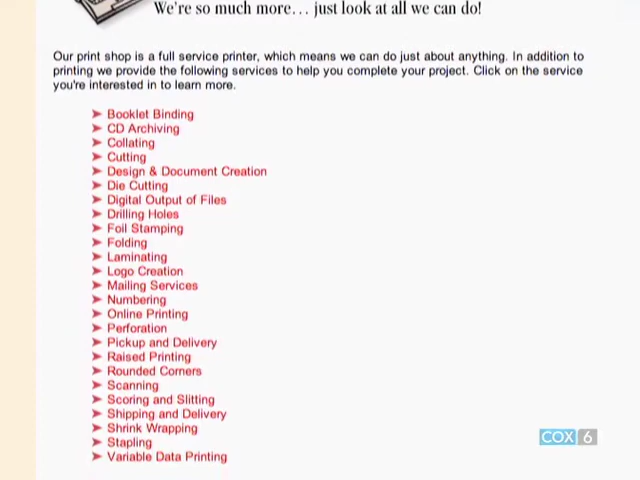 We're so much more... just look at all we can do!
Our print shop is a full service printer, which means we can do just about anything. In addition to
printing we provide the following services to help you complete your project. Click on the service
you're interested in to learn more.
Booklet Binding
CD Archiving
Collating
Cutting
Design & Document Creation
Die Cutting
Digital Output of Files
Drilling Holes
Foil Stamping
Folding
Laminating
Logo Creation
Mailing Services
Numbering
Online Printing
Perforation
Pickup and Delivery
Raised Printing
Rounded Corners
Scanning
Scoring and Slitting
Shipping and Delivery
Shrink Wrapping
Stapling
Variable Data Printing
COX 6